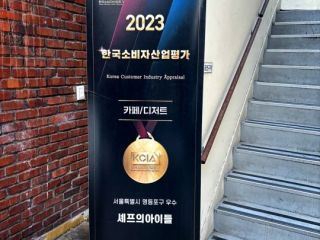 2023
한국소비자산업평가
Korea Customer Industry Appraisal
카페/디저트
KCIA
서울특별시 영등포구 우수
셰프의아이들